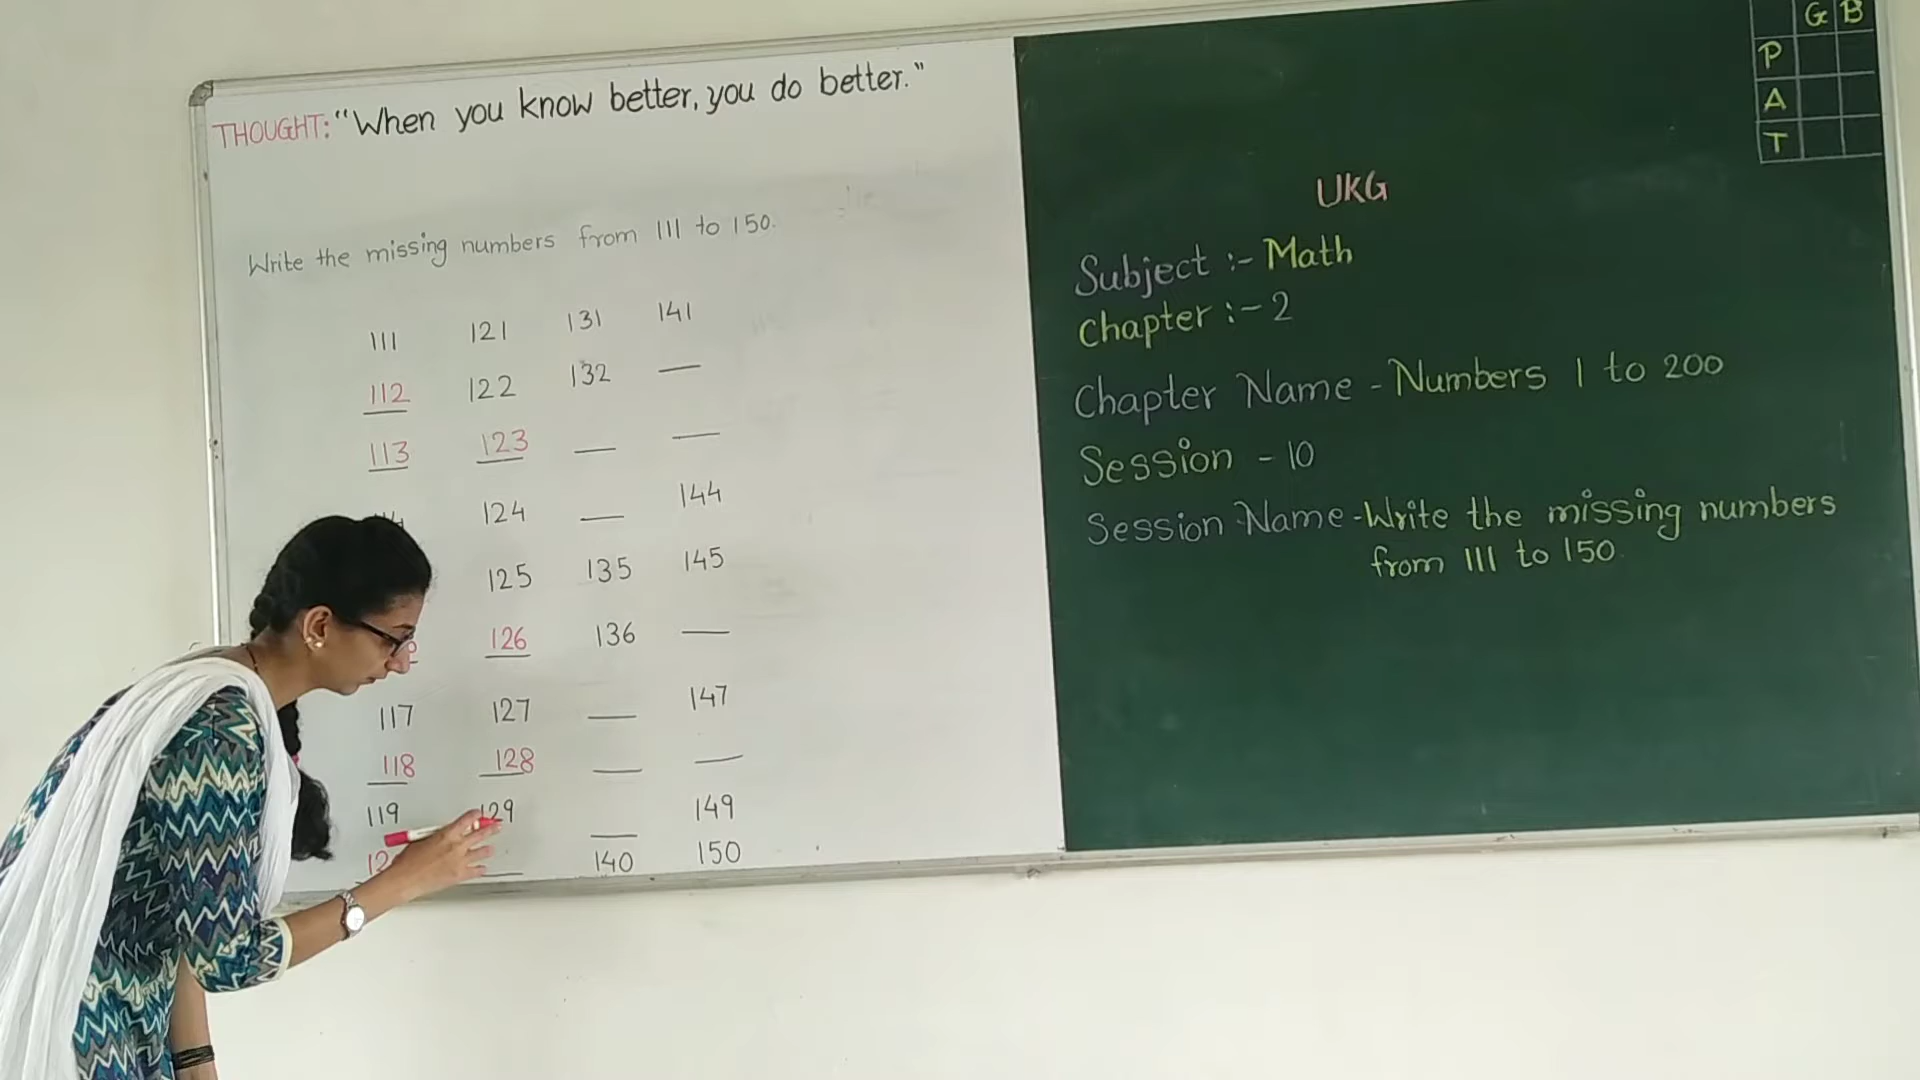 THOUGHT: "When you know better, you do better."
Write the missing numbers from 111 to 150.
111 121 131 141
112 122 132 —
113 123 — —
124 — 144
125 135 145
126 136 —
117 127 — 147
118 128 — —
119 129 — 149
— 140 150
G B
P
A
T
UKG
Subject :- Math
Chapter :- 2
Chapter Name - Numbers 1 to 200
Session - 10
Session Name - Write the missing numbers
from 111 to 150.